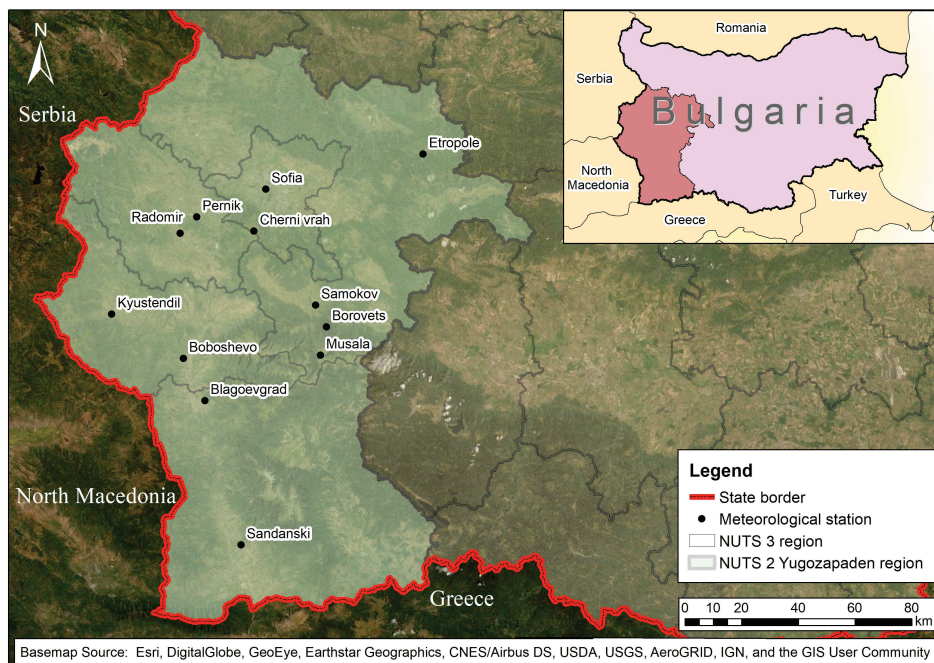 N
Serbia
Etropole
Sofia
Pernik
Radomir
Cherni vrah
Kyustendil
Samokov
Borovets
Boboshevo
Musala
Blagoevgrad
North Macedonia
Sandanski
Greece
Romania
Serbia
Bulgaria
North
Macedonia
Turkey
Greece
Legend
State border
Meteorological station
NUTS 3 region
NUTS 2 Yugozapaden region
0 10 20 40 60 80
km
Basemap Source: Esri, DigitalGlobe, GeoEye, Earthstar Geographics, CNES/Airbus DS, USDA, USGS, AeroGRID, IGN, and the GIS User Community